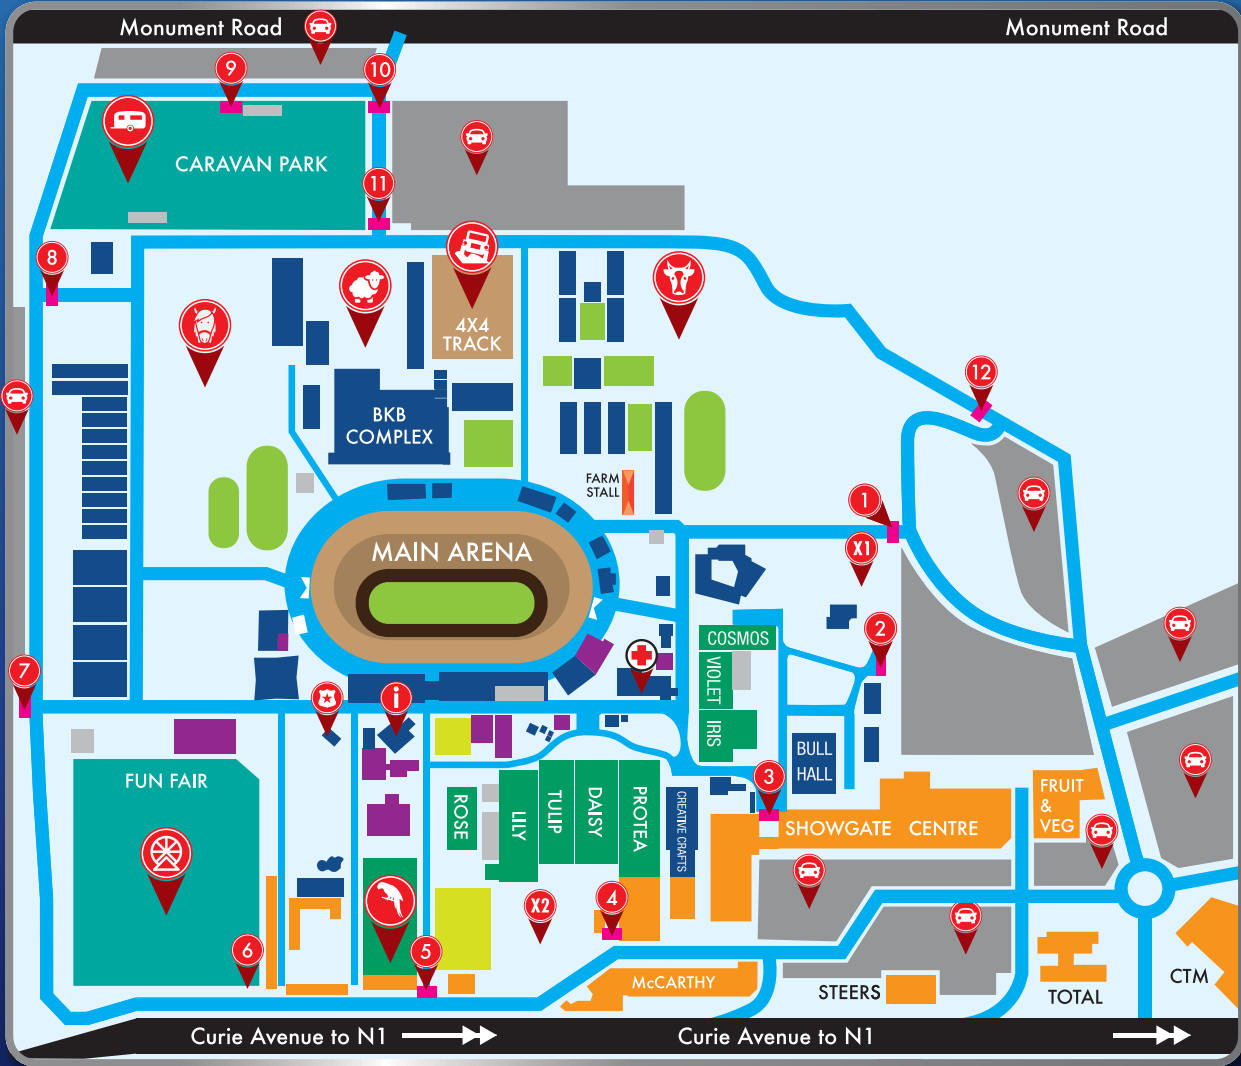 Monument Road
Monument Road
9
10
CARAVAN PARK
11
8
4X4
TRACK
12
BKB
COMPLEX
FARM
STALL
1
MAIN ARENA
X1
2
COSMOS
VIOLET
IRIS
7
i
BULL
HALL
3
FUN FAIR
ROSE
LILY
TULIP
DAISY
PROTEA
CREATIVE CRAFTS
SHOWGATE CENTRE
FRUIT
&
VEG
X2
4
6
5
McCARTHY
STEERS
TOTAL
CTM
Curie Avenue to N1
Curie Avenue to N1